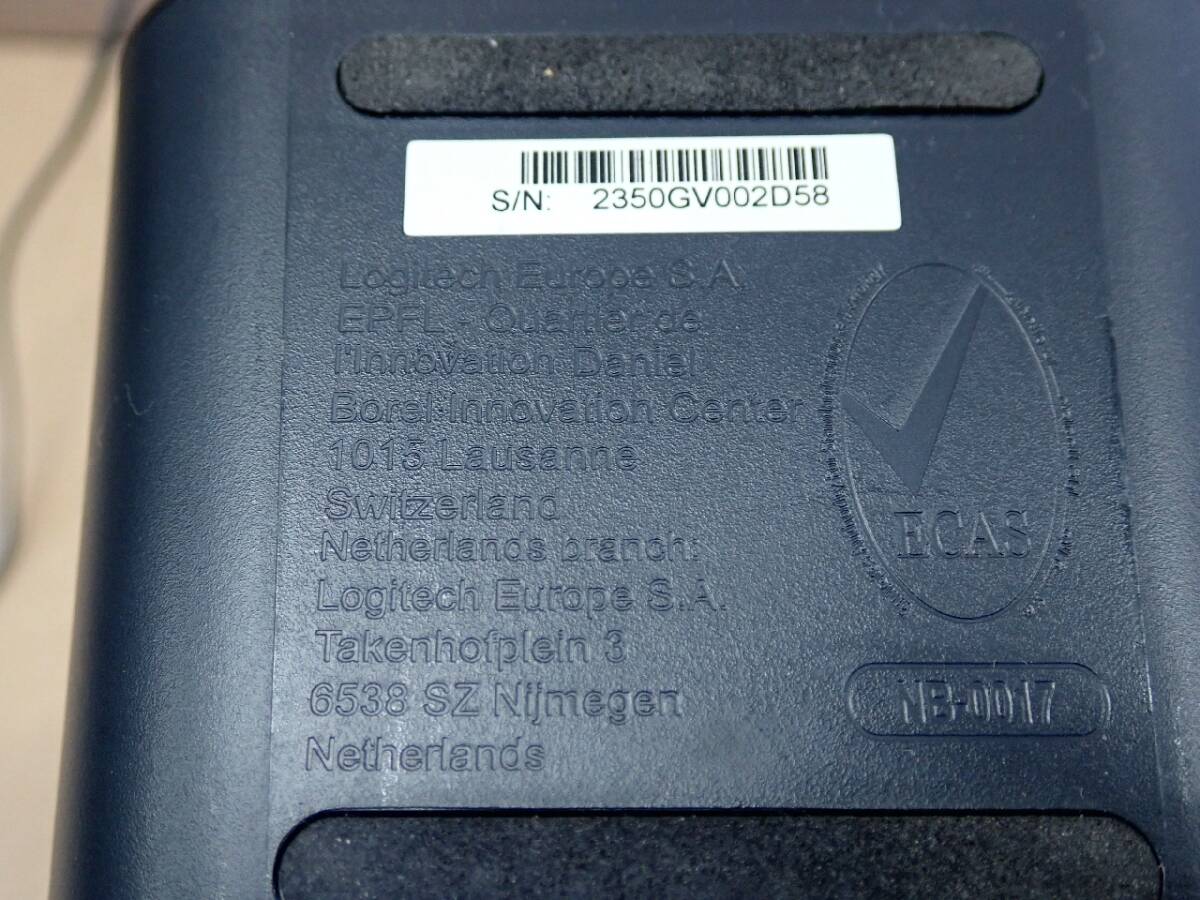 S/N: 2350GV002D58
Logitech Europe S.A.
EPFL - Quartier de
l'Innovation Daniel
Borel Innovation Center
1015 Lausanne
Switzerland
Netherlands branch:
Logitech Europe S.A.
Takenhofplein 3
6538 SZ Nijmegen
Netherlands
ECAS
NB-0017